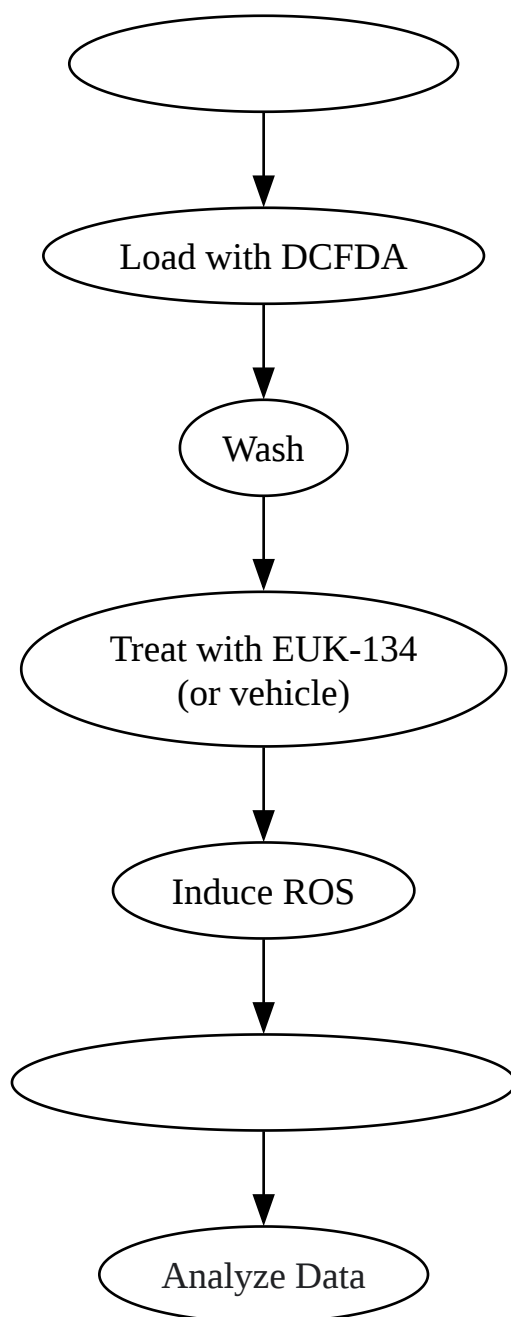 Load with DCFDA
Wash
Treat with EUK-134
(or vehicle)
Induce ROS
Analyze Data